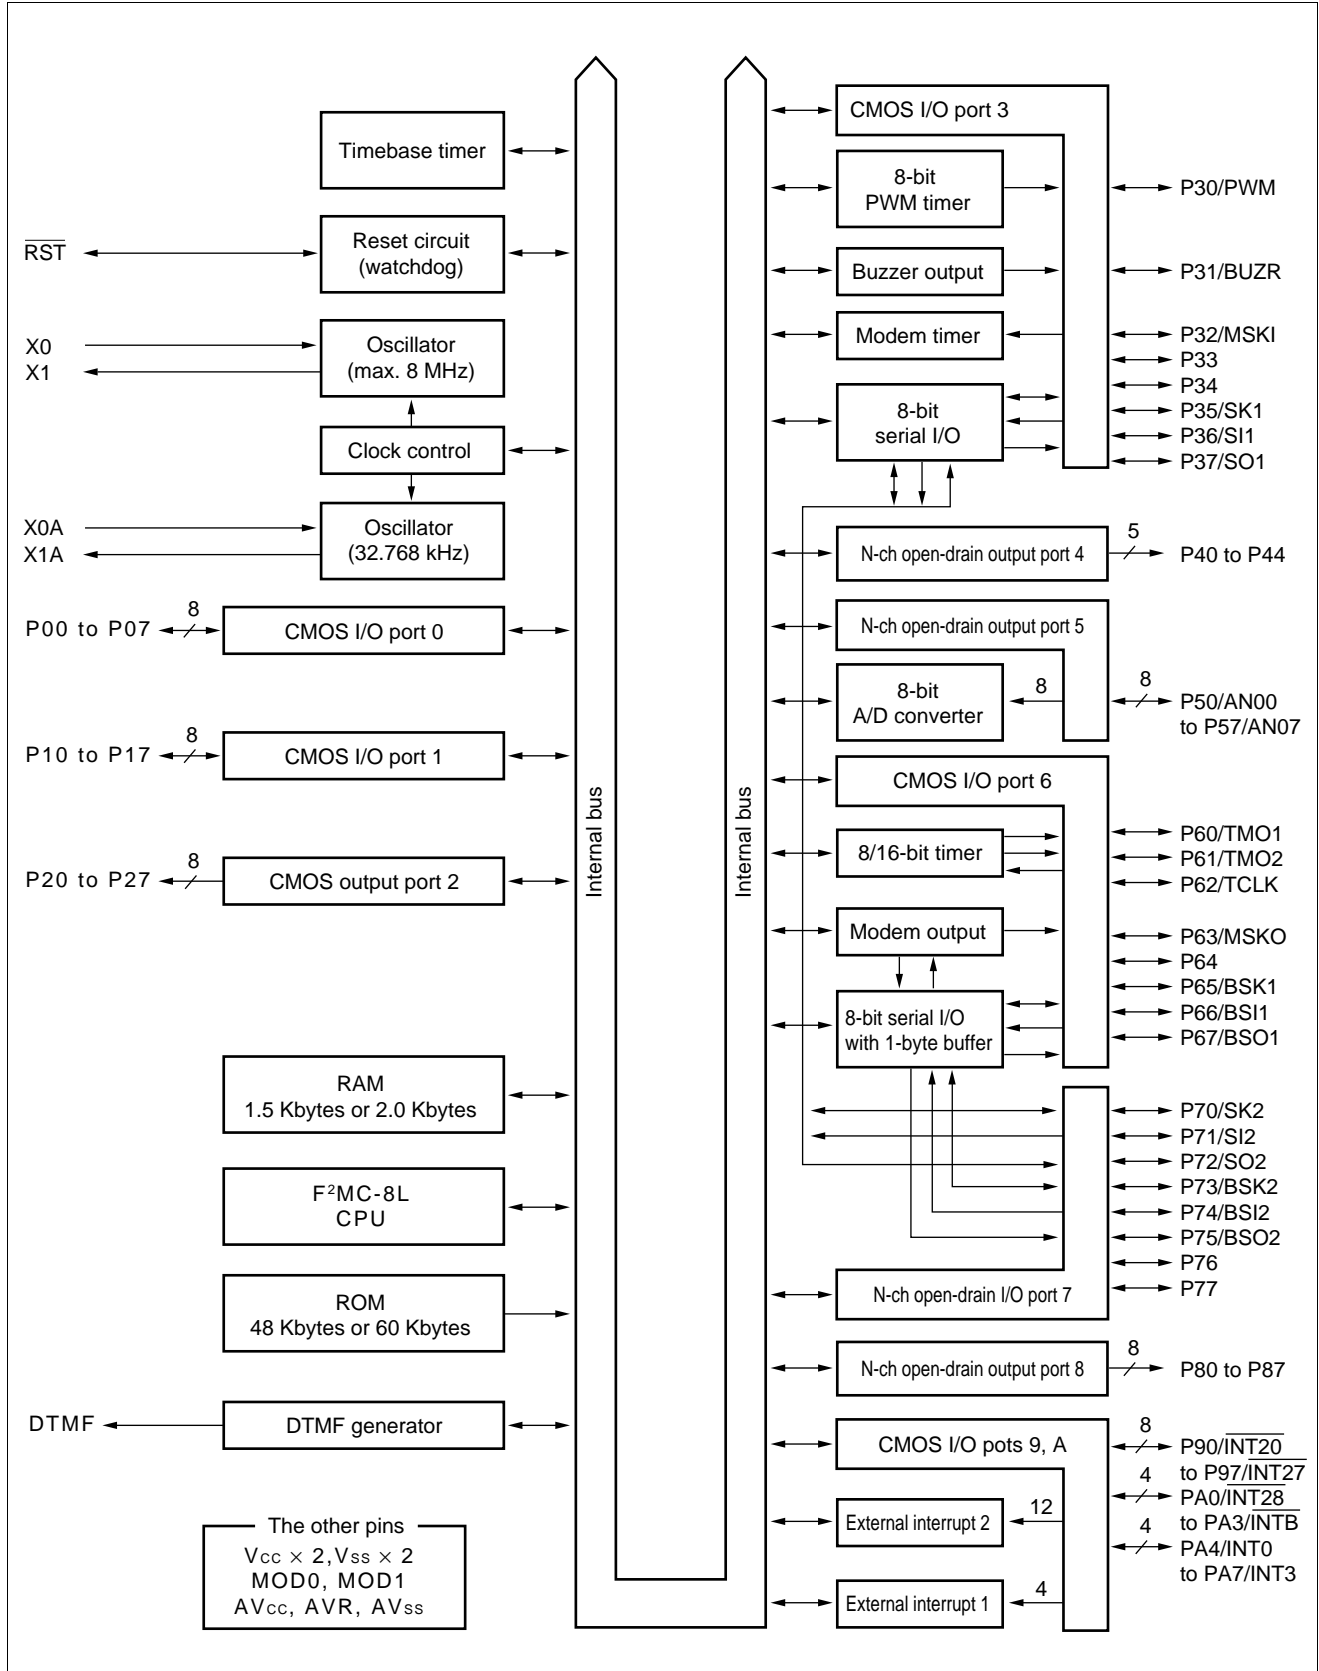 Timebase timer
RST
Reset circuit
(watchdog)
X0
X1
Oscillator
(max. 8 MHz)
Clock control
X0A
X1A
Oscillator
(32.768 kHz)
P00 to P07
8
CMOS I/O port 0
P10 to P17
8
CMOS I/O port 1
P20 to P27
8
CMOS output port 2
RAM
1.5 Kbytes or 2.0 Kbytes
F²MC-8L
CPU
ROM
48 Kbytes or 60 Kbytes
DTMF
DTMF generator
The other pins
VCC × 2, VSS × 2
MOD0, MOD1
AVCC, AVR, AVSS
Internal bus
Internal bus
CMOS I/O port 3
8-bit
PWM timer
P30/PWM
Buzzer output
P31/BUZR
Modem timer
P32/MSKI
P33
P34
8-bit
serial I/O
P35/SK1
P36/SI1
P37/SO1
N-ch open-drain output port 4
5
P40 to P44
N-ch open-drain output port 5
8-bit
A/D converter
8
8
P50/AN00
to P57/AN07
CMOS I/O port 6
8/16-bit timer
P60/TMO1
P61/TMO2
P62/TCLK
Modem output
P63/MSKO
P64
P65/BSK1
8-bit serial I/O
with 1-byte buffer
P66/BSI1
P67/BSO1
P70/SK2
P71/SI2
P72/SO2
P73/BSK2
P74/BSI2
P75/BSO2
P76
P77
N-ch open-drain I/O port 7
N-ch open-drain output port 8
8
P80 to P87
CMOS I/O pots 9, A
8
P90/INT20
to P97/INT27
4
PA0/INT28
to PA3/INTB
4
PA4/INT0
to PA7/INT3
External interrupt 2
12
External interrupt 1
4